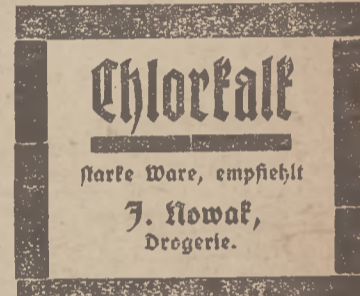 Chlorkalk
starke Ware, empfiehlt
J. Nowak,
Drogerie.